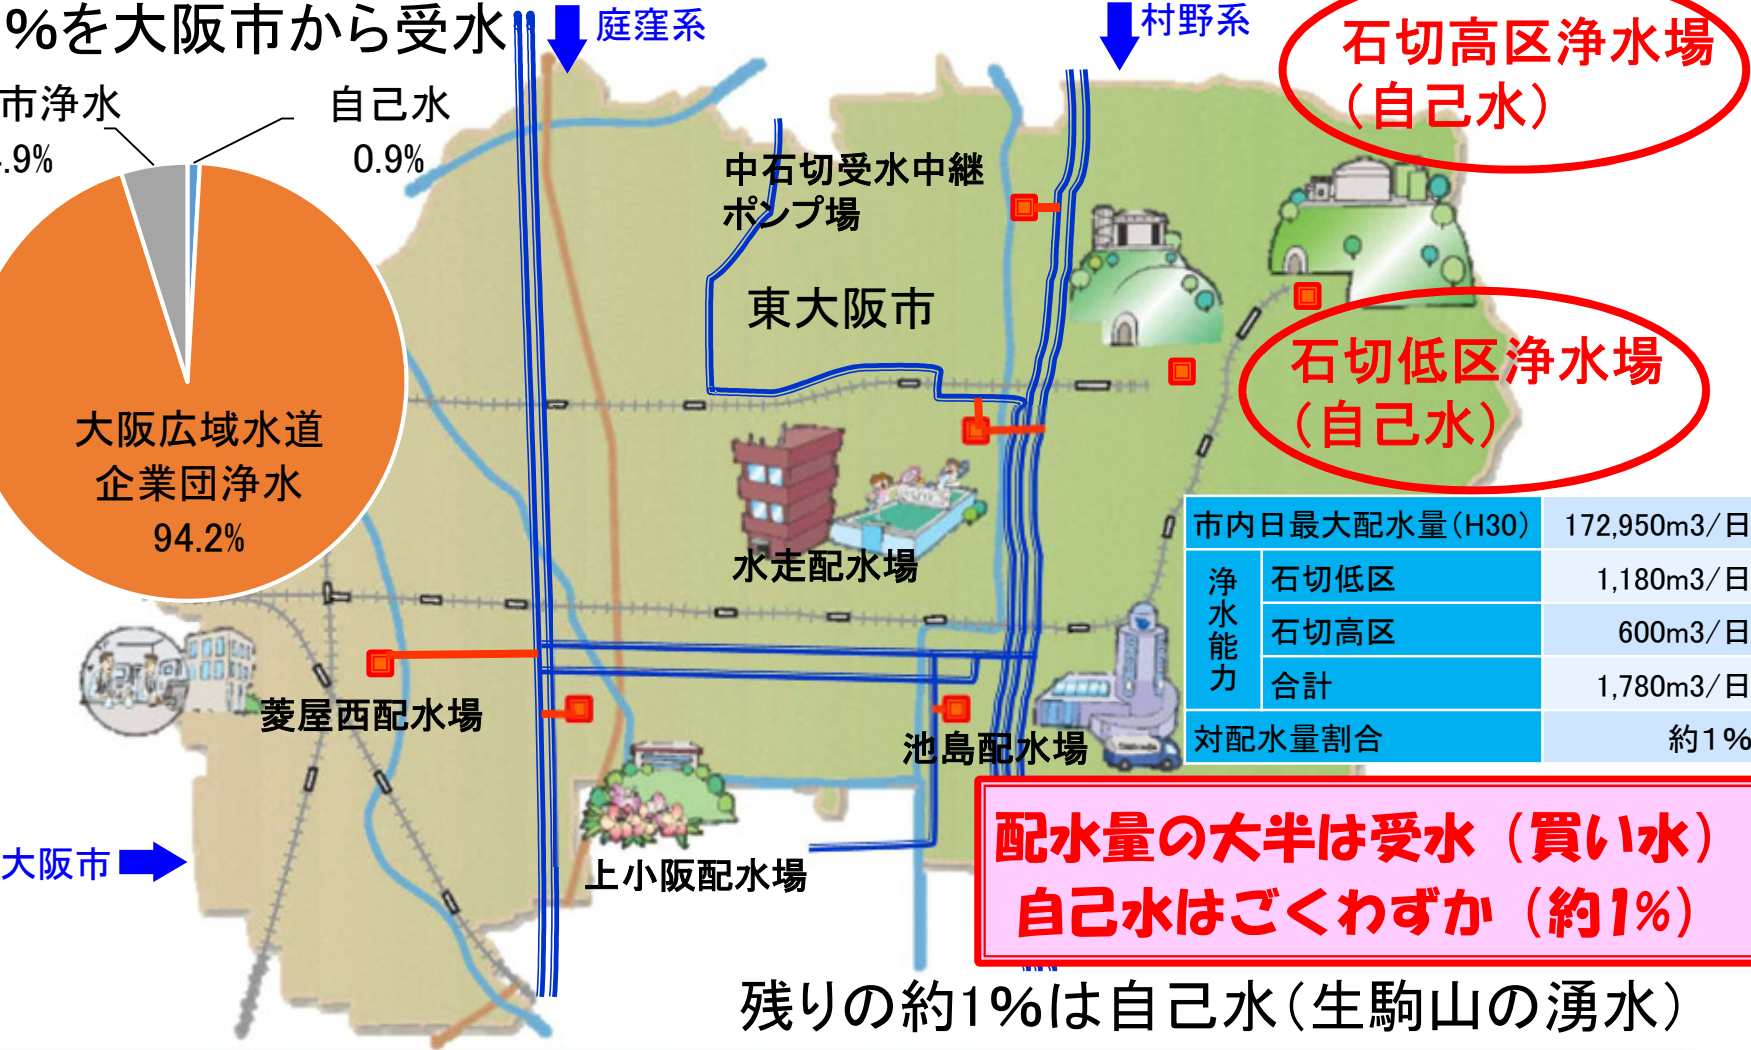 %を大阪市から受水
庭窪系
村野系
石切高区浄水場
（自己水）
市浄水
.9%
自己水
0.9%
中石切受水中継
ポンプ場
東大阪市
石切低区浄水場
（自己水）
大阪広域水道
企業団浄水
94.2%
水走配水場
市内日最大配水量（H30） 172,950m3/日
浄水能力
石切低区 1,180m3/日
石切高区 600m3/日
合計 1,780m3/日
対配水量割合 約1%
菱屋西配水場
池島配水場
大阪市
上小阪配水場
配水量の大半は受水（買い水）
自己水はごくわずか（約1%）
残りの約1%は自己水（生駒山の湧水）